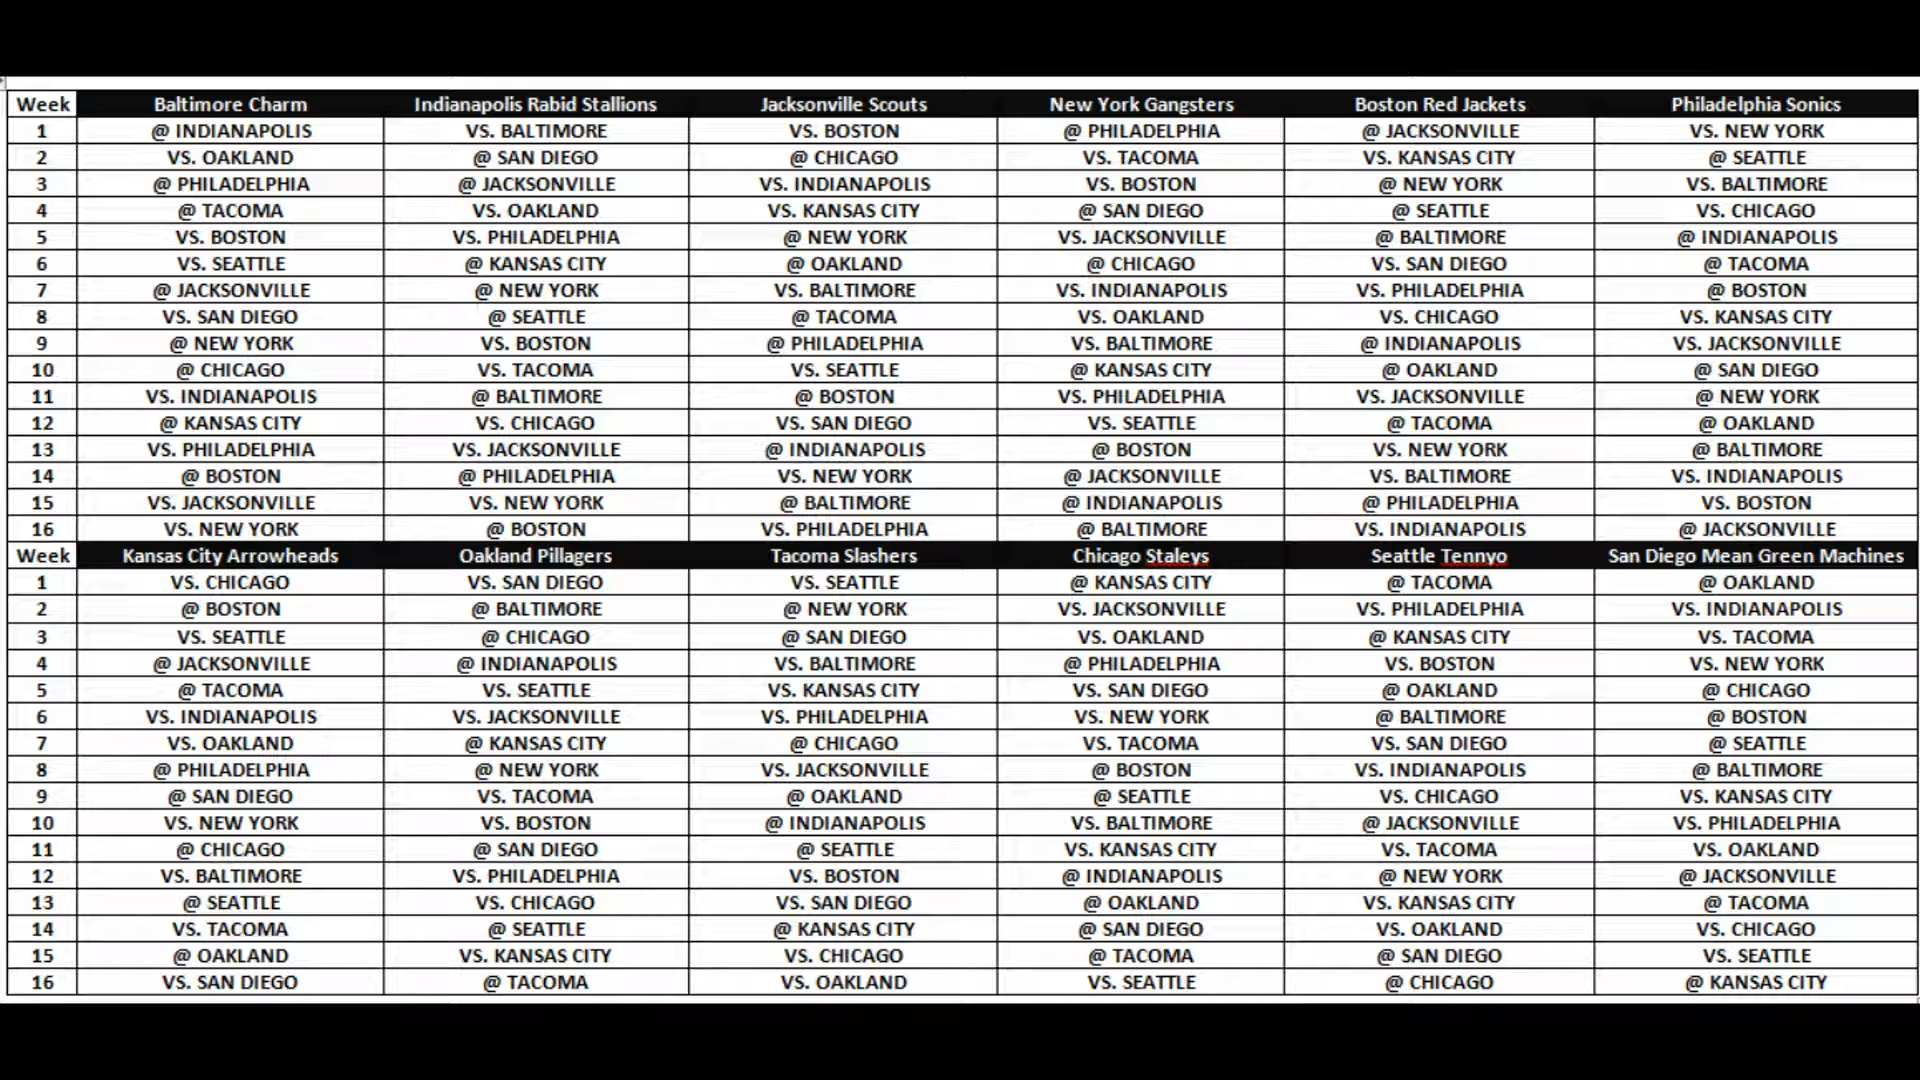 Week Baltimore Charm Indianapolis Rabid Stallions Jacksonville Scouts New York Gangsters Boston Red Jackets Philadelphia Sonics
1 @ INDIANAPOLIS VS. BALTIMORE VS. BOSTON @ PHILADELPHIA @ JACKSONVILLE VS. NEW YORK
2 VS. OAKLAND @ SAN DIEGO @ CHICAGO VS. TACOMA VS. KANSAS CITY @ SEATTLE
3 @ PHILADELPHIA @ JACKSONVILLE VS. INDIANAPOLIS VS. BOSTON @ NEW YORK VS. BALTIMORE
4 @ TACOMA VS. OAKLAND VS. KANSAS CITY @ SAN DIEGO @ SEATTLE VS. CHICAGO
5 VS. BOSTON VS. PHILADELPHIA @ NEW YORK VS. JACKSONVILLE @ BALTIMORE @ INDIANAPOLIS
6 VS. SEATTLE @ KANSAS CITY @ OAKLAND @ CHICAGO VS. SAN DIEGO @ TACOMA
7 @ JACKSONVILLE @ NEW YORK VS. BALTIMORE VS. INDIANAPOLIS VS. PHILADELPHIA @ BOSTON
8 VS. SAN DIEGO @ SEATTLE @ TACOMA VS. OAKLAND VS. CHICAGO VS. KANSAS CITY
9 @ NEW YORK VS. BOSTON @ PHILADELPHIA VS. BALTIMORE @ INDIANAPOLIS VS. JACKSONVILLE
10 @ CHICAGO VS. TACOMA VS. SEATTLE @ KANSAS CITY @ OAKLAND @ SAN DIEGO
11 VS. INDIANAPOLIS @ BALTIMORE @ BOSTON VS. PHILADELPHIA VS. JACKSONVILLE @ NEW YORK
12 @ KANSAS CITY VS. CHICAGO VS. SAN DIEGO VS. SEATTLE @ TACOMA @ OAKLAND
13 VS. PHILADELPHIA VS. JACKSONVILLE @ INDIANAPOLIS @ BOSTON VS. NEW YORK @ BALTIMORE
14 @ BOSTON @ PHILADELPHIA VS. NEW YORK @ JACKSONVILLE VS. BALTIMORE VS. INDIANAPOLIS
15 VS. JACKSONVILLE VS. NEW YORK @ BALTIMORE @ INDIANAPOLIS @ PHILADELPHIA VS. BOSTON
16 VS. NEW YORK @ BOSTON VS. PHILADELPHIA @ BALTIMORE VS. INDIANAPOLIS @ JACKSONVILLE
Week Kansas City Arrowheads Oakland Pillagers Tacoma Slashers Chicago Staleys Seattle Tennyo San Diego Mean Green Machines
1 VS. CHICAGO VS. SAN DIEGO VS. SEATTLE @ KANSAS CITY @ TACOMA @ OAKLAND
2 @ BOSTON @ BALTIMORE @ NEW YORK VS. JACKSONVILLE VS. PHILADELPHIA VS. INDIANAPOLIS
3 VS. SEATTLE @ CHICAGO @ SAN DIEGO VS. OAKLAND @ KANSAS CITY VS. TACOMA
4 @ JACKSONVILLE @ INDIANAPOLIS VS. BALTIMORE @ PHILADELPHIA VS. BOSTON VS. NEW YORK
5 @ TACOMA VS. SEATTLE VS. KANSAS CITY VS. SAN DIEGO @ OAKLAND @ CHICAGO
6 VS. INDIANAPOLIS VS. JACKSONVILLE VS. PHILADELPHIA VS. NEW YORK @ BALTIMORE @ BOSTON
7 VS. OAKLAND @ KANSAS CITY @ CHICAGO VS. TACOMA VS. SAN DIEGO @ SEATTLE
8 @ PHILADELPHIA @ NEW YORK VS. JACKSONVILLE @ BOSTON VS. INDIANAPOLIS @ BALTIMORE
9 @ SAN DIEGO VS. TACOMA @ OAKLAND @ SEATTLE VS. CHICAGO VS. KANSAS CITY
10 VS. NEW YORK VS. BOSTON @ INDIANAPOLIS VS. BALTIMORE @ JACKSONVILLE VS. PHILADELPHIA
11 @ CHICAGO @ SAN DIEGO @ SEATTLE VS. KANSAS CITY VS. TACOMA VS. OAKLAND
12 VS. BALTIMORE VS. PHILADELPHIA VS. BOSTON @ INDIANAPOLIS @ NEW YORK @ JACKSONVILLE
13 @ SEATTLE VS. CHICAGO VS. SAN DIEGO @ OAKLAND VS. KANSAS CITY @ TACOMA
14 VS. TACOMA @ SEATTLE @ KANSAS CITY @ SAN DIEGO VS. OAKLAND VS. CHICAGO
15 @ OAKLAND VS. KANSAS CITY VS. CHICAGO @ TACOMA @ SAN DIEGO VS. SEATTLE
16 VS. SAN DIEGO @ TACOMA VS. OAKLAND VS. SEATTLE @ CHICAGO @ KANSAS CITY